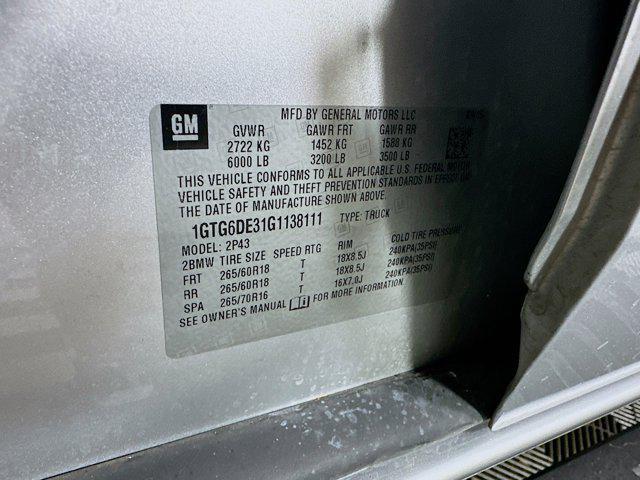 GM
MFD BY GENERAL MOTORS LLC
GVWR GAWR FRT GAWR RR
2722 KG 1452 KG 1588 KG
6000 LB 3200 LB 3500 LB
THIS VEHICLE CONFORMS TO ALL APPLICABLE U.S. FEDERAL MOTOR
VEHICLE SAFETY AND THEFT PREVENTION STANDARDS IN EFFECT ON
THE DATE OF MANUFACTURE SHOWN ABOVE.
1GTG6DE31G1138111 TYPE: TRUCK
MODEL: 2P43
2BMW TIRE SIZE SPEED RTG RIM COLD TIRE PRESSURE
FRT 265/60R18 T 18X8.5J 240KPA(35PSI)
RR 265/60R18 T 18X8.5J 240KPA(35PSI)
SPA 265/70R16 T 16X7.0J 240KPA(35PSI)
SEE OWNER'S MANUAL FOR MORE INFORMATION.